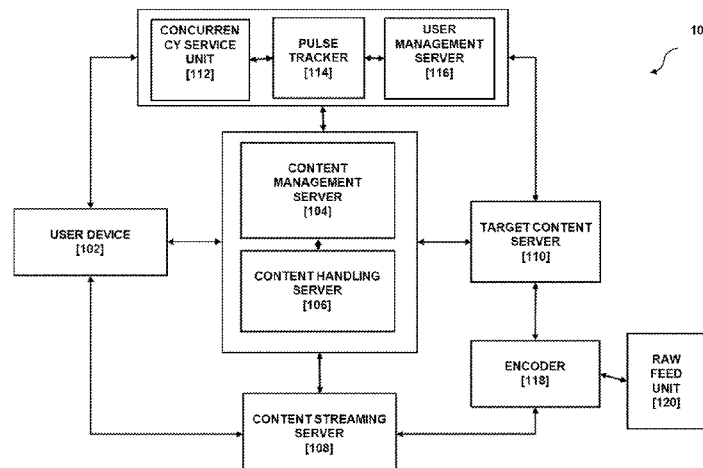 CONCURREN
CY SERVICE
UNIT
[112]
PULSE
TRACKER
[114]
USER
MANAGEMENT
SERVER
[116]
10
CONTENT
MANAGEMENT
SERVER
[104]
USER DEVICE
[102]
CONTENT HANDLING
SERVER
[106]
TARGET CONTENT
SERVER
[110]
ENCODER
[118]
RAW
FEED
UNIT
[120]
CONTENT STREAMING
SERVER
[108]